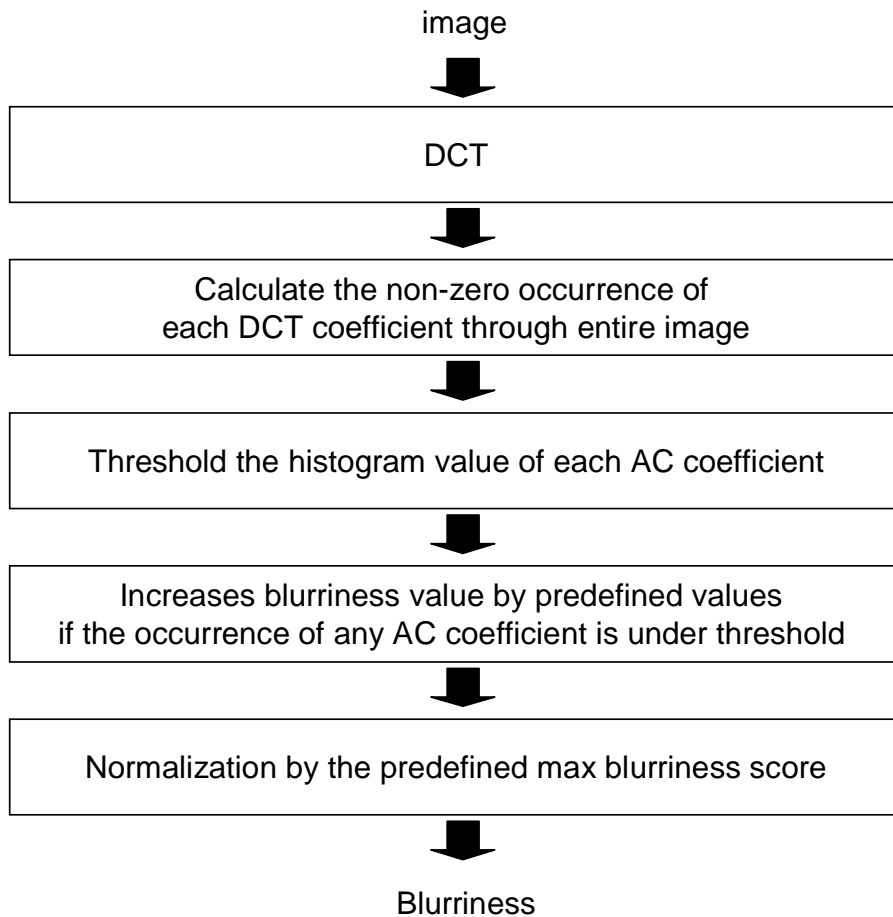 image
DCT
Calculate the non-zero occurrence of
each DCT coefficient through entire image
Threshold the histogram value of each AC coefficient
Increases blurriness value by predefined values
if the occurrence of any AC coefficient is under threshold
Normalization by the predefined max blurriness score
Blurriness